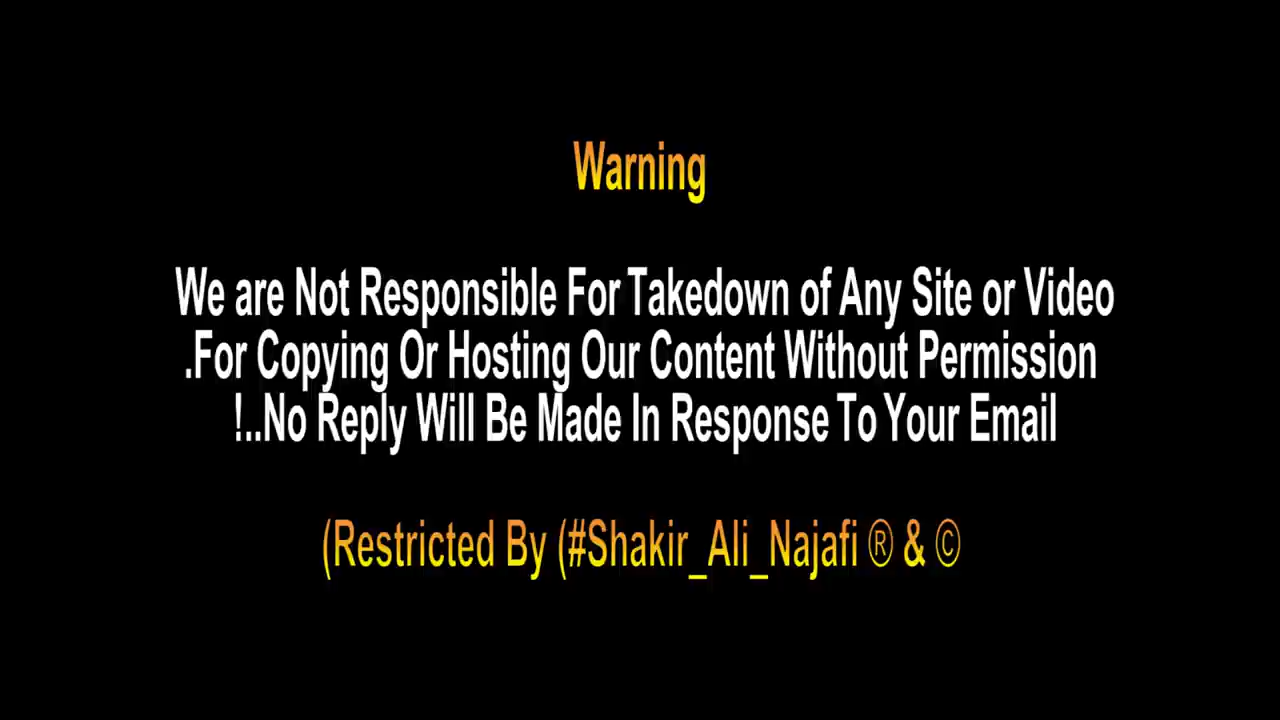 Warning
We are Not Responsible For Takedown of Any Site or Video
.For Copying Or Hosting Our Content Without Permission
!..No Reply Will Be Made In Response To Your Email
(Restricted By (#Shakir_Ali_Najafi ® & ©